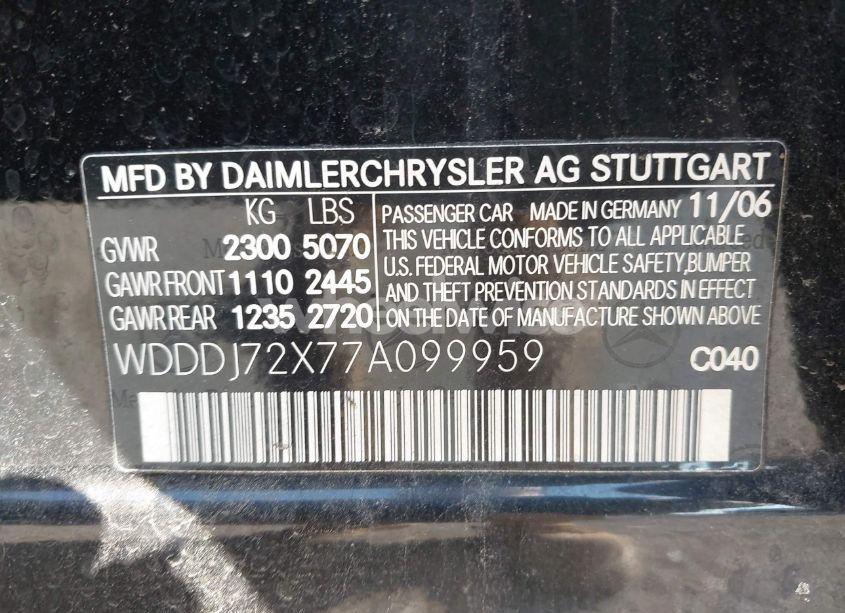 MFD BY DAIMLERCHRYSLER AG STUTTGART
KG LBS
GVWR 2300 5070
GAWR FRONT 1110 2445
GAWR REAR 1235 2720
PASSENGER CAR MADE IN GERMANY 11/06
THIS VEHICLE CONFORMS TO ALL APPLICABLE
U.S. FEDERAL MOTOR VEHICLE SAFETY,BUMPER
AND THEFT PREVENTION STANDARDS IN EFFECT
ON THE DATE OF MANUFACTURE SHOWN ABOVE
WDDDJ72X77A099959 C040